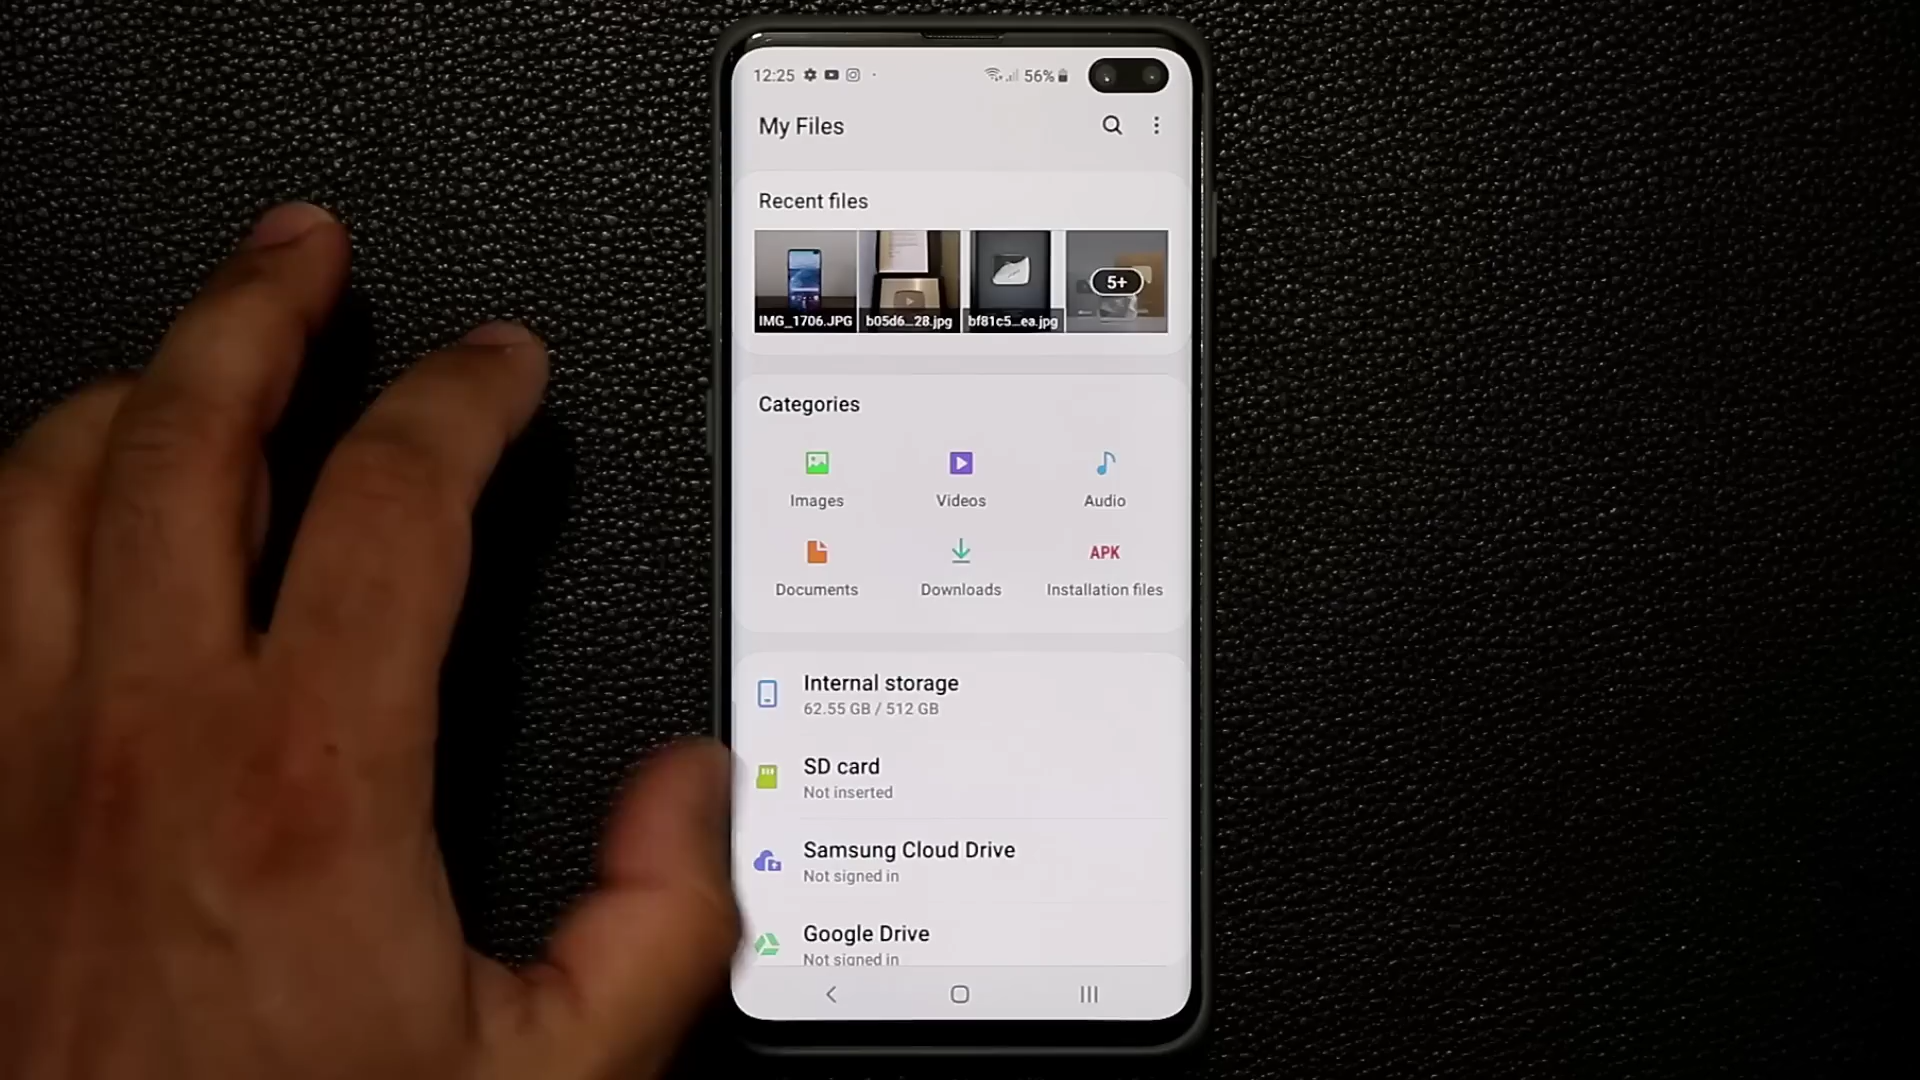 12:25 56%
My Files
Recent files
IMG_1706.JPG b05d6...28.jpg bf81c5...ea.jpg 5+
Categories
Images Videos Audio
APK
Documents Downloads Installation files
Internal storage
62.55 GB / 512 GB
SD card
Not inserted
Samsung Cloud Drive
Not signed in
Google Drive
Not signed in